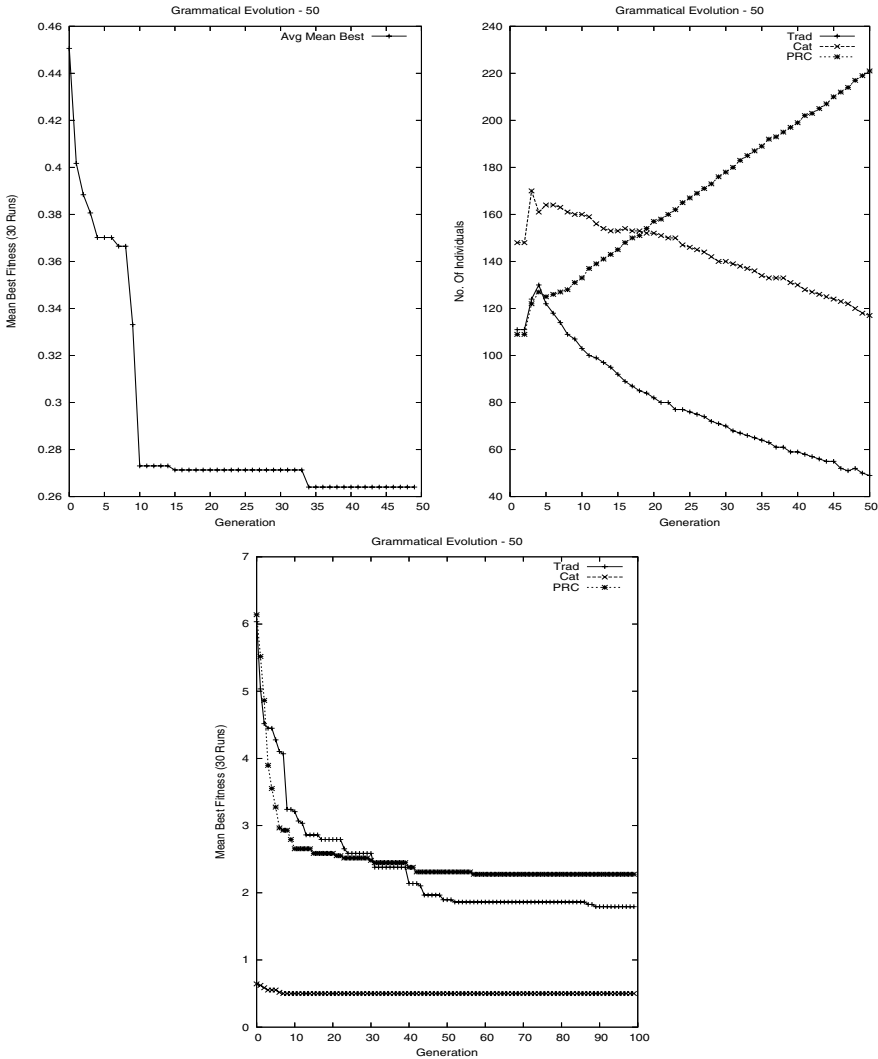 Grammatical Evolution - 50
Avg Mean Best
Mean Best Fitness (30 Runs)
0.46
0.44
0.42
0.4
0.38
0.36
0.34
0.32
0.3
0.28
0.26
0 5 10 15 20 25 30 35 40 45 50
Generation
Grammatical Evolution - 50
Trad
Cat
PRC
No. Of Individuals
240
220
200
180
160
140
120
100
80
60
40
0 5 10 15 20 25 30 35 40 45 50
Generation
Grammatical Evolution - 50
Trad
Cat
PRC
Mean Best Fitness (30 Runs)
7
6
5
4
3
2
1
0
0 10 20 30 40 50 60 70 80 90 100
Generation